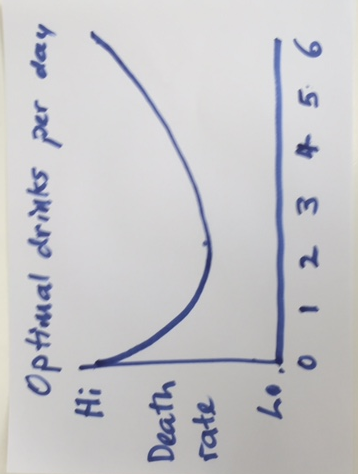 Optimal drinks per day
Hi
Death
rate
Lo.
0 1 2 3 4 5. 6